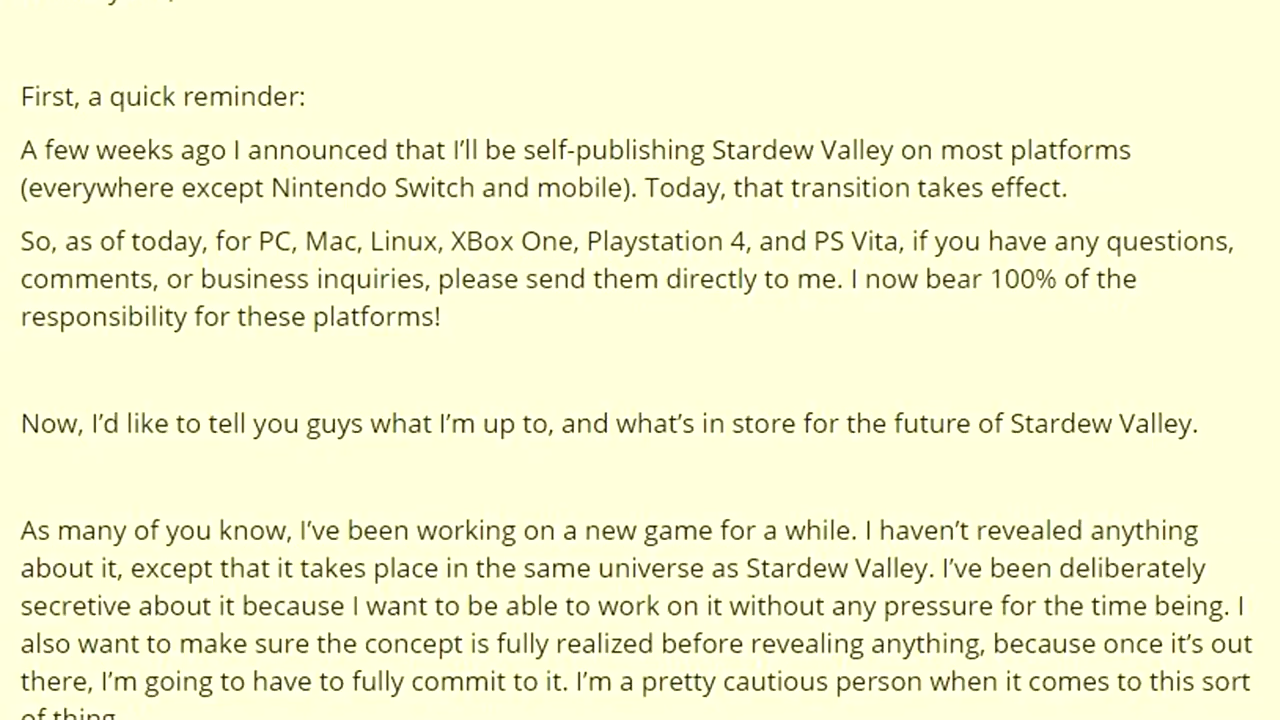 First, a quick reminder:
A few weeks ago I announced that I’ll be self-publishing Stardew Valley on most platforms
(everywhere except Nintendo Switch and mobile). Today, that transition takes effect.
So, as of today, for PC, Mac, Linux, XBox One, Playstation 4, and PS Vita, if you have any questions,
comments, or business inquiries, please send them directly to me. I now bear 100% of the
responsibility for these platforms!
Now, I’d like to tell you guys what I’m up to, and what’s in store for the future of Stardew Valley.
As many of you know, I’ve been working on a new game for a while. I haven’t revealed anything
about it, except that it takes place in the same universe as Stardew Valley. I’ve been deliberately
secretive about it because I want to be able to work on it without any pressure for the time being. I
also want to make sure the concept is fully realized before revealing anything, because once it’s out
there, I’m going to have to fully commit to it. I’m a pretty cautious person when it comes to this sort
of thing.